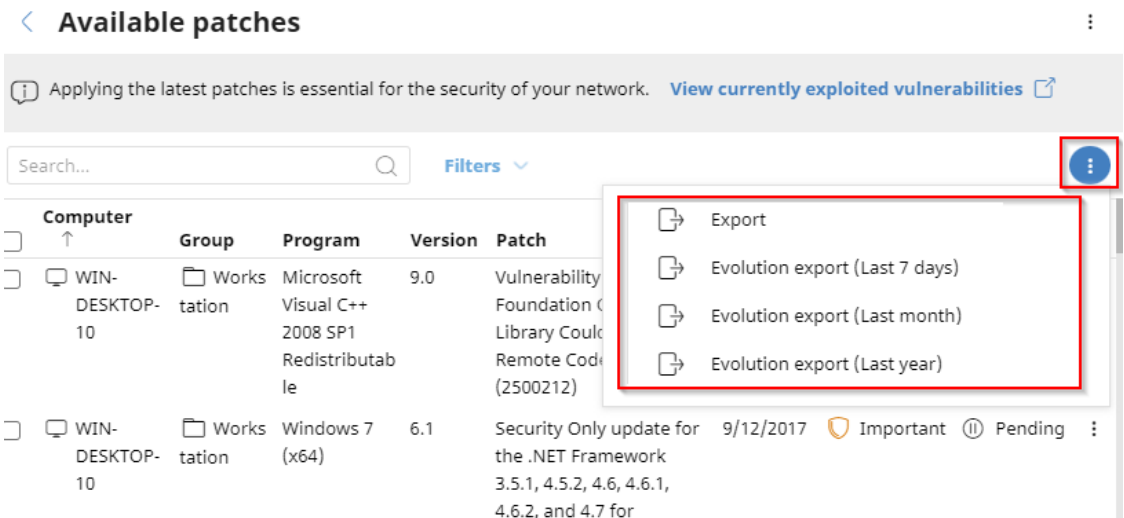 Available patches
Applying the latest patches is essential for the security of your network. View currently exploited vulnerabilities
Search...
Filters
Export
Evolution export (Last 7 days)
Evolution export (Last month)
Evolution export (Last year)
Computer
Group Program Version Patch
WIN- Works Microsoft 9.0 Vulnerability
DESKTOP- tation Visual C++ Foundation
10 2008 SP1 Library
Redistributab Remote
le (2500212)
WIN- Works Windows 7 6.1 Security Only update for 9/12/2017 Important Pending
DESKTOP- tation (x64) the .NET Framework
10 3.5.1, 4.5.2, 4.6, 4.6.1,
4.6.2, and 4.7 for